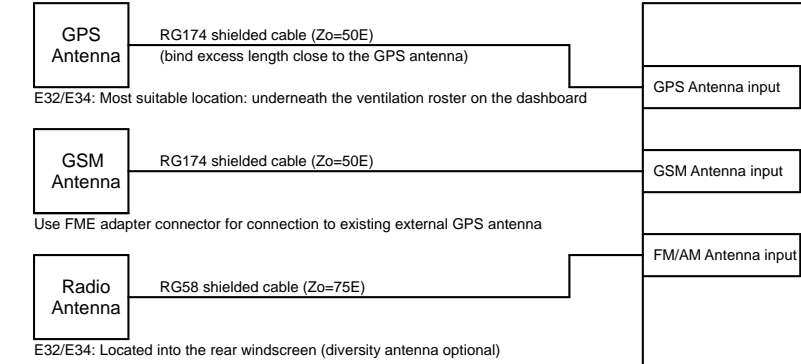 GPS
Antenna
RG174 shielded cable (Zo=50E)
(bind excess length close to the GPS antenna)
GPS Antenna input
E32/E34: Most suitable location: underneath the ventilation roster on the dashboard
GSM
Antenna
RG174 shielded cable (Zo=50E)
GSM Antenna input
Use FME adapter connector for connection to existing external GPS antenna
FM/AM Antenna input
Radio
Antenna
RG58 shielded cable (Zo=75E)
E32/E34: Located into the rear windscreen (diversity antenna optional)